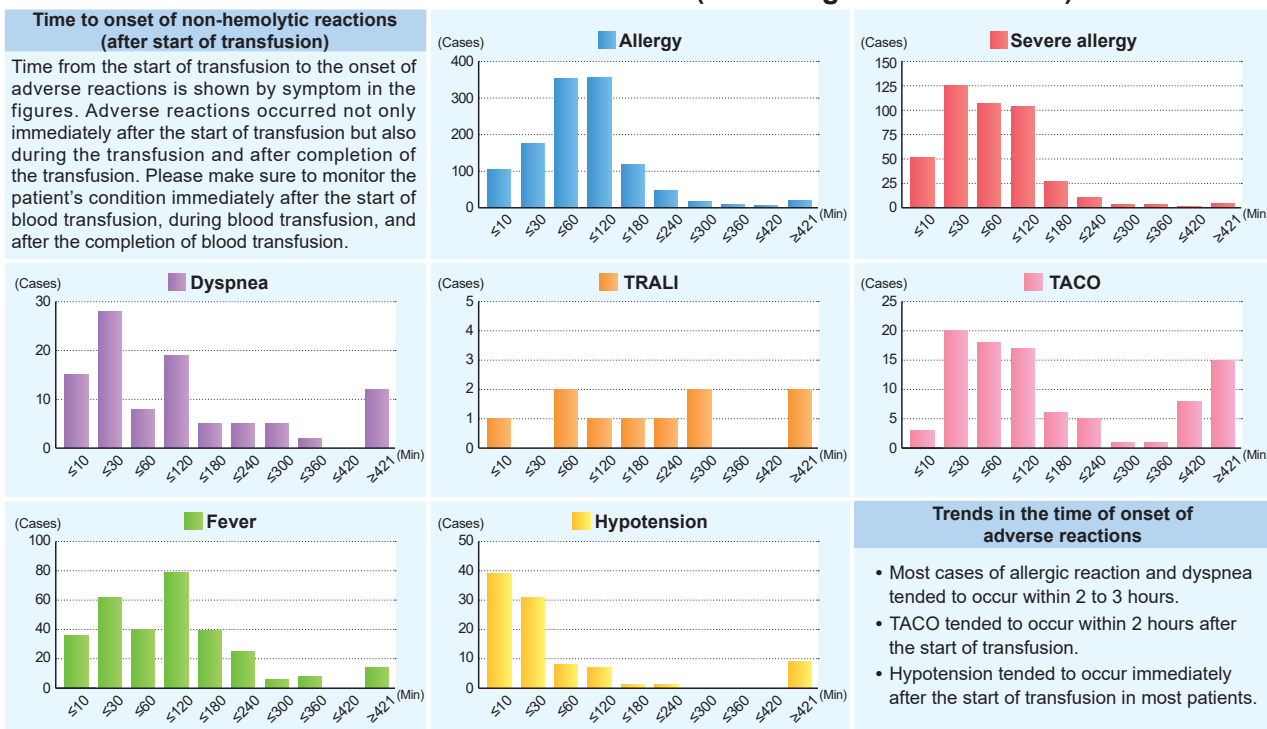 Time to onset of non-hemolytic reactions
(after start of transfusion)
Time from the start of transfusion to the onset of
adverse reactions is shown by symptom in the
figures. Adverse reactions occurred not only
immediately after the start of transfusion but also
during the transfusion and after completion of
the transfusion. Please make sure to monitor the
patient’s condition immediately after the start of
blood transfusion, during blood transfusion, and
after the completion of blood transfusion.
(Cases)
Allergy
400
300
200
100
0
≤10 ≤30 ≤60 ≤120 ≤180 ≤240 ≤300 ≤360 ≤420 ≥421 (Min)
(Cases)
Severe allergy
150
125
100
75
50
25
0
≤10 ≤30 ≤60 ≤120 ≤180 ≤240 ≤300 ≤360 ≤420 ≥421 (Min)
(Cases)
Dyspnea
30
20
10
0
≤10 ≤30 ≤60 ≤120 ≤180 ≤240 ≤300 ≤360 ≤420 ≥421 (Min)
(Cases)
TRALI
5
4
3
2
1
0
≤10 ≤30 ≤60 ≤120 ≤180 ≤240 ≤300 ≤360 ≤420 ≥421 (Min)
(Cases)
TACO
25
20
15
10
5
0
≤10 ≤30 ≤60 ≤120 ≤180 ≤240 ≤300 ≤360 ≤420 ≥421 (Min)
(Cases)
Fever
100
80
60
40
20
0
≤10 ≤30 ≤60 ≤120 ≤180 ≤240 ≤300 ≤360 ≤420 ≥421 (Min)
(Cases)
Hypotension
50
40
30
20
10
0
≤10 ≤30 ≤60 ≤120 ≤180 ≤240 ≤300 ≤360 ≤420 ≥421 (Min)
Trends in the time of onset of
adverse reactions
• Most cases of allergic reaction and dyspnea
tended to occur within 2 to 3 hours.
• TACO tended to occur within 2 hours after
the start of transfusion.
• Hypotension tended to occur immediately
after the start of transfusion in most patients.